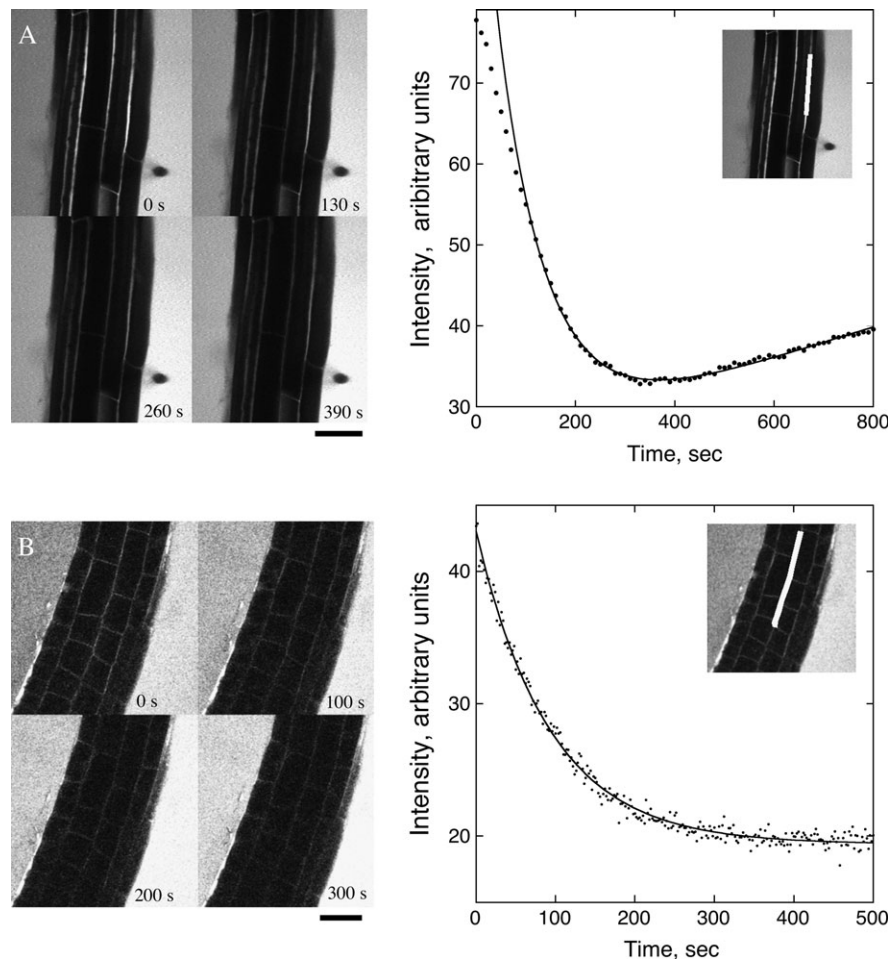 A
0 s
130 s
260 s
390 s
Intensity, aribitrary units
70
60
50
40
30
0
200
400
600
800
Time, sec
B
0 s
100 s
200 s
300 s
Intensity, arbitrary units
40
30
20
0
100
200
300
400
500
Time, sec